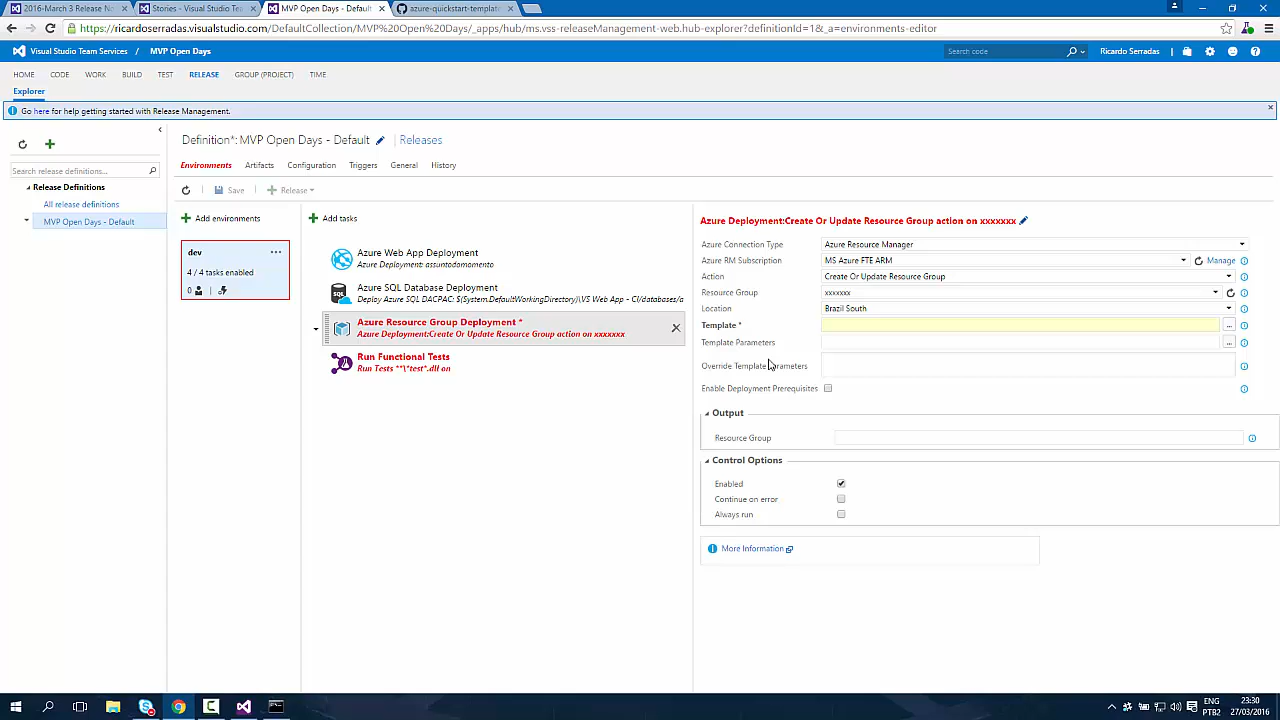 2016-March 3 Release No
Stories - Visual Studio Tea
MVP Open Days - Default
azure-quickstart-templat
https://ricardoserradas.visualstudio.com/DefaultCollection/MVP%20Open%20Days/_apps/hub/ms.vss-releaseManagement-web.hub-explorer?definitionId=1&_a=environments-editor
Visual Studio Team Services / MVP Open Days
Search code
Ricardo Serradas
HOME CODE WORK BUILD TEST RELEASE GROUP (PROJECT) TIME
Explorer
Go here for help getting started with Release Management.
Search release definitions...
Release Definitions
All release definitions
MVP Open Days - Default
Definition*: MVP Open Days - Default
Releases
Environments Artifacts Configuration Triggers General History
Save Release
Add environments
dev
4 / 4 tasks enabled
0
Add tasks
Azure Web App Deployment
Azure Deployment: assuntodomomento
Azure SQL Database Deployment
Deploy Azure SQL DACPAC: $(System.DefaultWorkingDirectory)\VS Web App - CI/databases/a
Azure Resource Group Deployment *
Azure Deployment:Create Or Update Resource Group action on xxxxxxx
Run Functional Tests
Run Tests **\*test*.dll on
Azure Deployment:Create Or Update Resource Group action on xxxxxxx
Azure Connection Type Azure Resource Manager
Azure RM Subscription MS Azure FTE ARM Manage
Action Create Or Update Resource Group
Resource Group xxxxxxx
Location Brazil South
Template * ...
Template Parameters ...
Override Template Parameters
Enable Deployment Prerequisites
Output
Resource Group
Control Options
Enabled
Continue on error
Always run
More Information
ENG
PTB2
23:30
27/03/2016